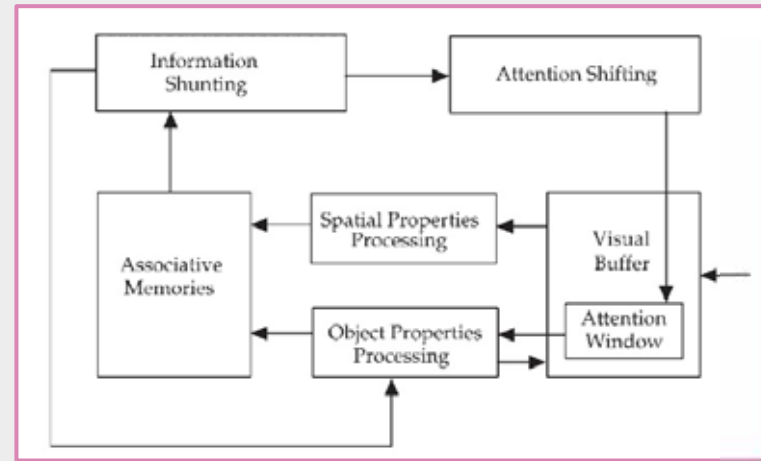 Information
Shunting
Attention Shifting
Spatial Properties
Processing
Visual
Buffer
Associative
Memories
Attention
Window
Object Properties
Processing